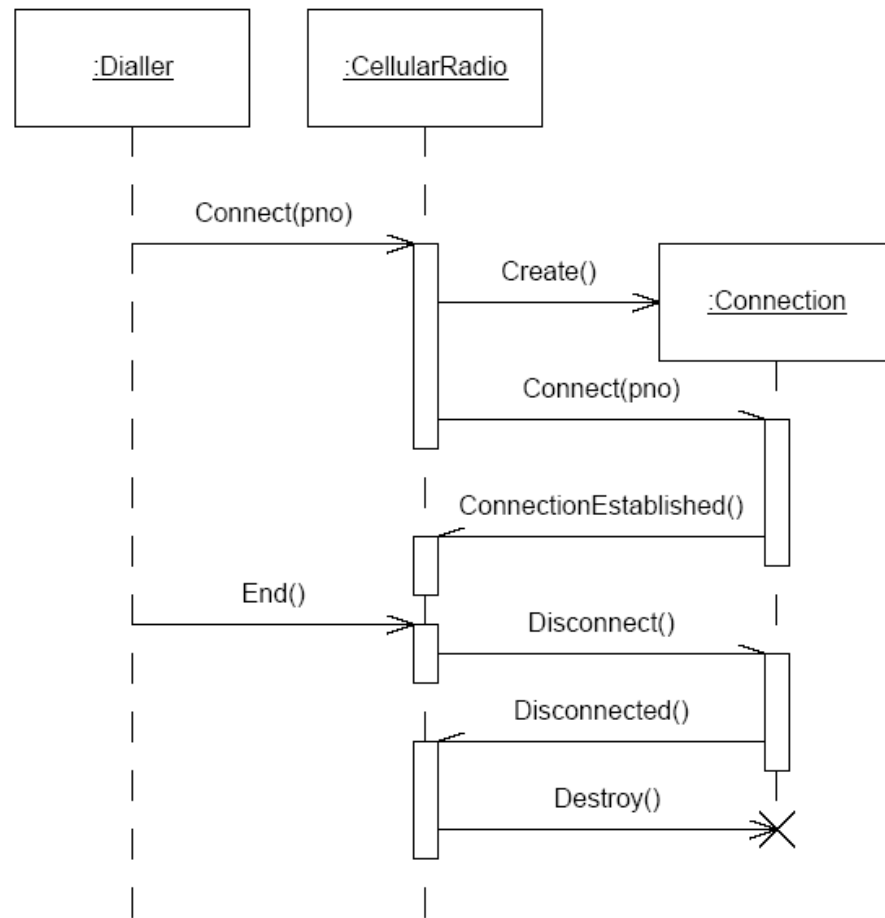 :Dialler
:CellularRadio
Connect(pno)
Create()
:Connection
Connect(pno)
ConnectionEstablished()
End()
Disconnect()
Disconnected()
Destroy()